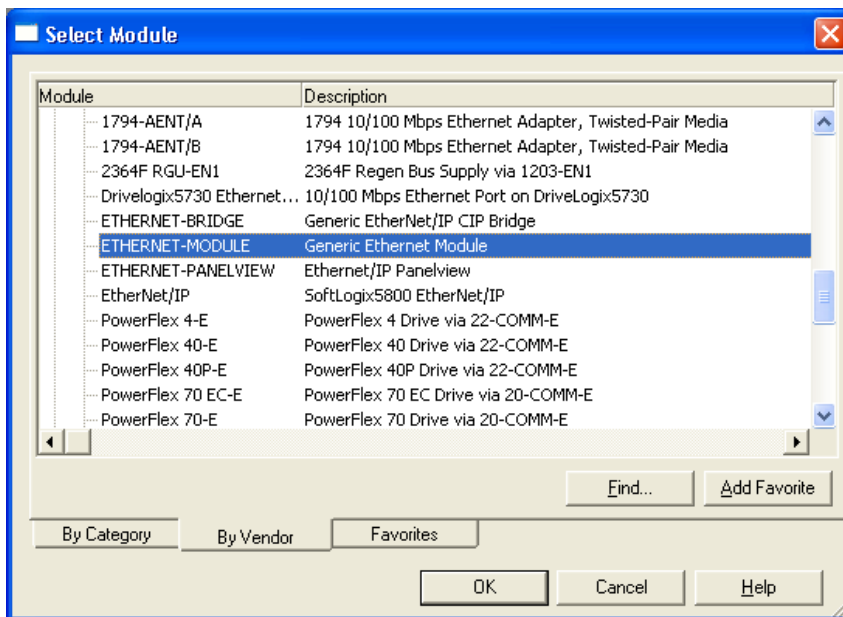 Select Module
Module Description
1794-AENT/A 1794 10/100 Mbps Ethernet Adapter, Twisted-Pair Media
1794-AENT/B 1794 10/100 Mbps Ethernet Adapter, Twisted-Pair Media
2364F RGU-EN1 2364F Regen Bus Supply via 1203-EN1
Drivelogix5730 Ethernet... 10/100 Mbps Ethernet Port on DriveLogix5730
ETHERNET-BRIDGE Generic EtherNet/IP CIP Bridge
ETHERNET-MODULE Generic Ethernet Module
ETHERNET-PANELVIEW Ethernet/IP Panelview
EtherNet/IP SoftLogix5800 EtherNet/IP
PowerFlex 4-E PowerFlex 4 Drive via 22-COMM-E
PowerFlex 40-E PowerFlex 40 Drive via 22-COMM-E
PowerFlex 40P-E PowerFlex 40P Drive via 22-COMM-E
PowerFlex 70 EC-E PowerFlex 70 EC Drive via 20-COMM-E
PowerFlex 70-E PowerFlex 70 Drive via 20-COMM-E
Find... Add Favorite
By Category By Vendor Favorites
OK Cancel Help